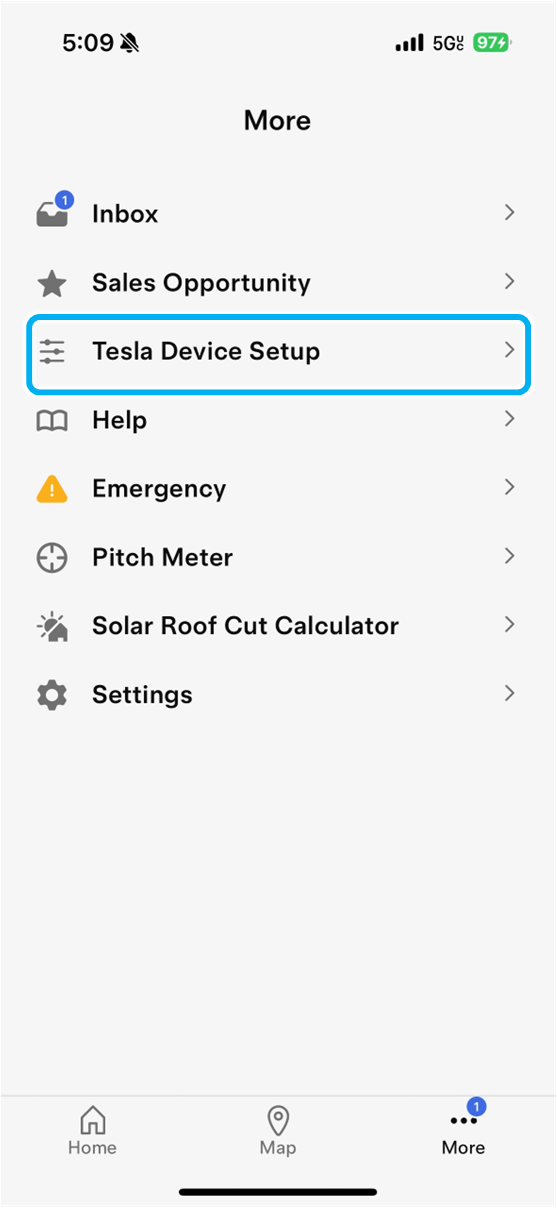 5:09
5GUC 97
More
1
Inbox
Sales Opportunity
Tesla Device Setup
Help
Emergency
Pitch Meter
Solar Roof Cut Calculator
Settings
1
Home
Map
More